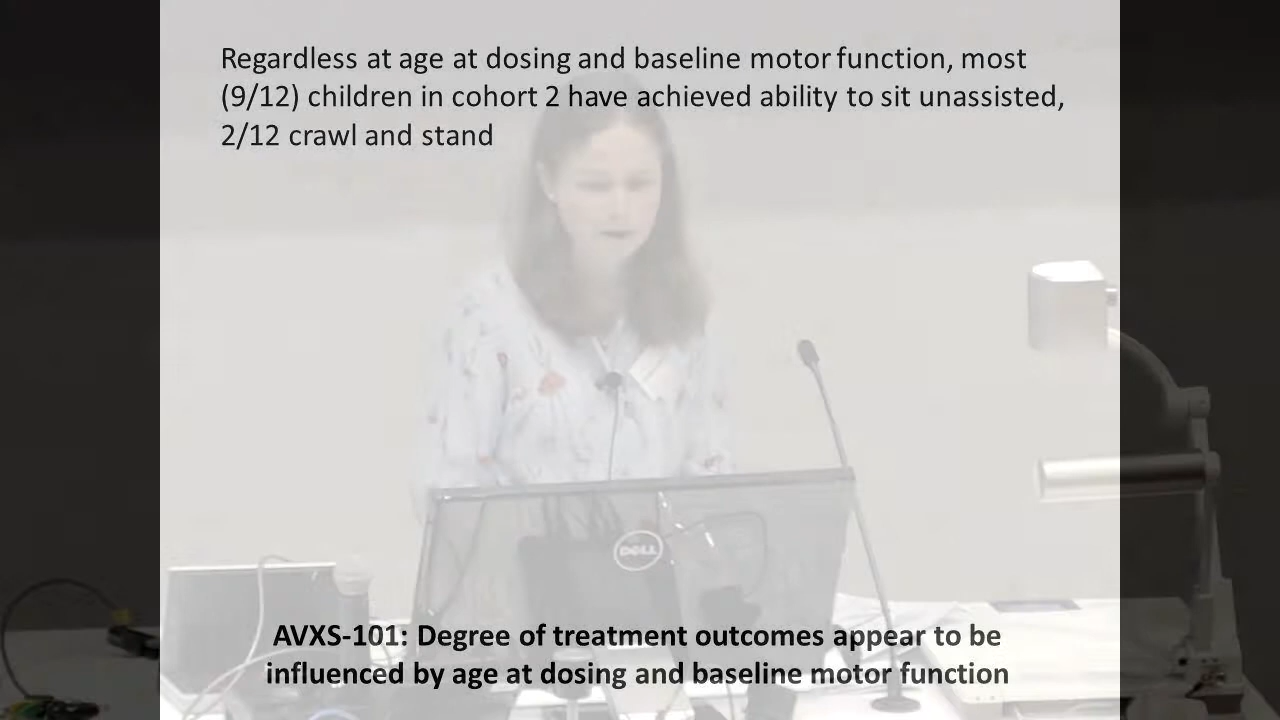 Regardless at age at dosing and baseline motor function, most
(9/12) children in cohort 2 have achieved ability to sit unassisted,
2/12 crawl and stand
DELL
AVXS-101: Degree of treatment outcomes appear to be
influenced by age at dosing and baseline motor function